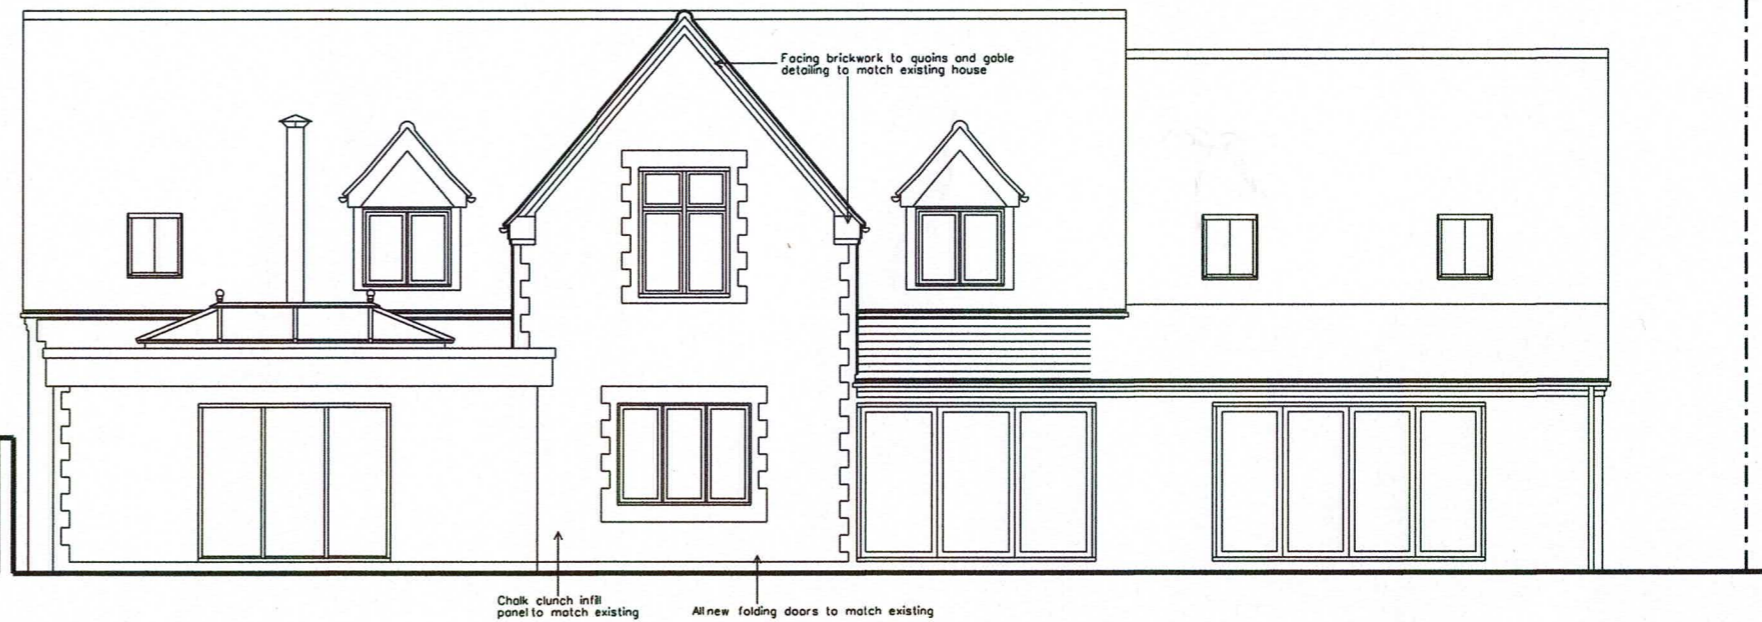 Facing brickwork to quoins and gable
detailing to match existing house
Chalk clunch infill
panel to match existing
All new folding doors to match existing